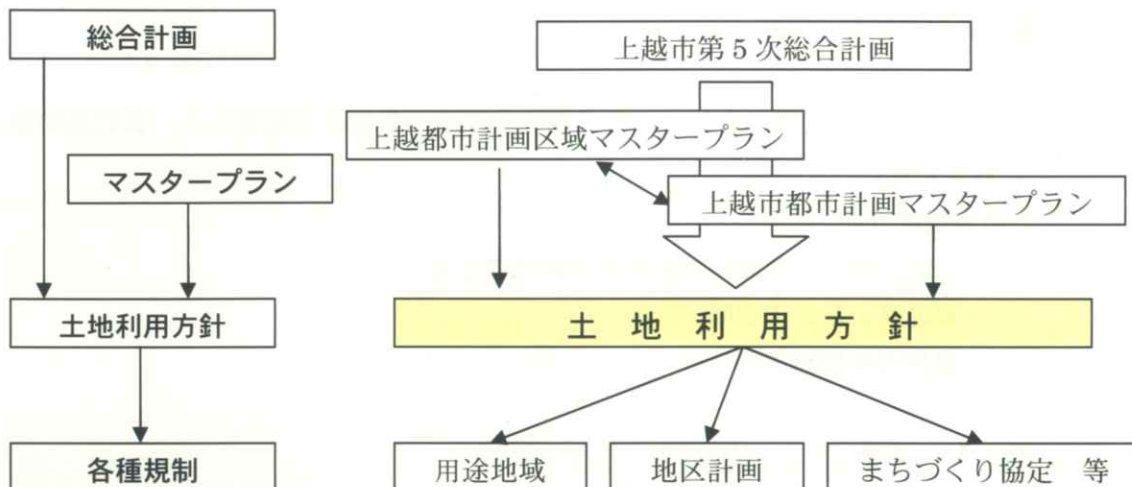 総合計画
上越市第5次総合計画
上越都市計画区域マスタープラン
マスタープラン
上越市都市計画マスタープラン
土地利用方針
土 地 利 用 方 針
各種規制
用途地域
地区計画
まちづくり協定 等